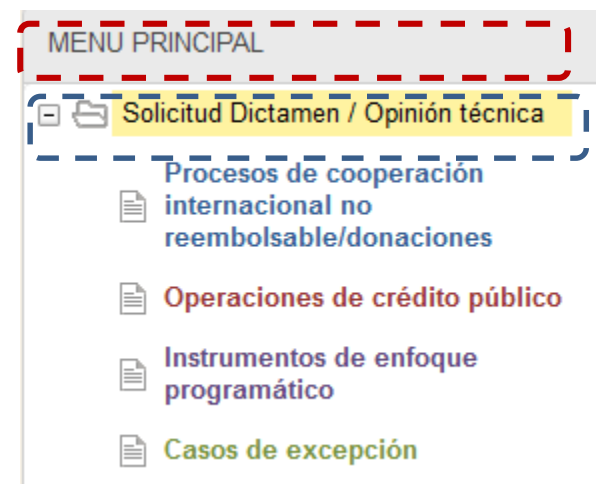 MENU PRINCIPAL
Solicitud Dictamen / Opinión técnica
Procesos de cooperación
internacional no
reembolsable/donaciones
Operaciones de crédito público
Instrumentos de enfoque
programático
Casos de excepción